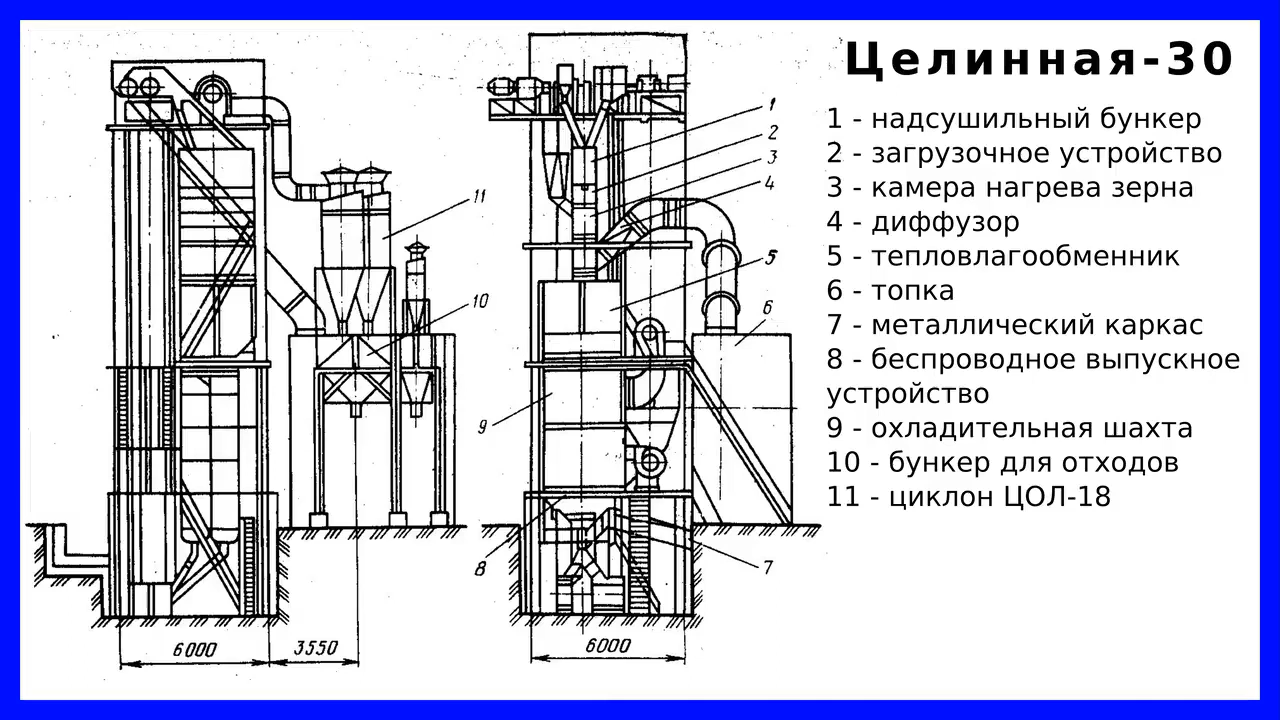 Целинная-30
1 - надсушильный бункер
2 - загрузочное устройство
3 - камера нагрева зерна
4 - диффузор
5 - тепловлагообменник
6 - топка
7 - металлический каркас
8 - беспроводное выпускное
устройство
9 - охладительная шахта
10 - бункер для отходов
11 - циклон ЦОЛ-18
11
10
9
8
1
2
3
4
5
6
7
6000
3550
6000